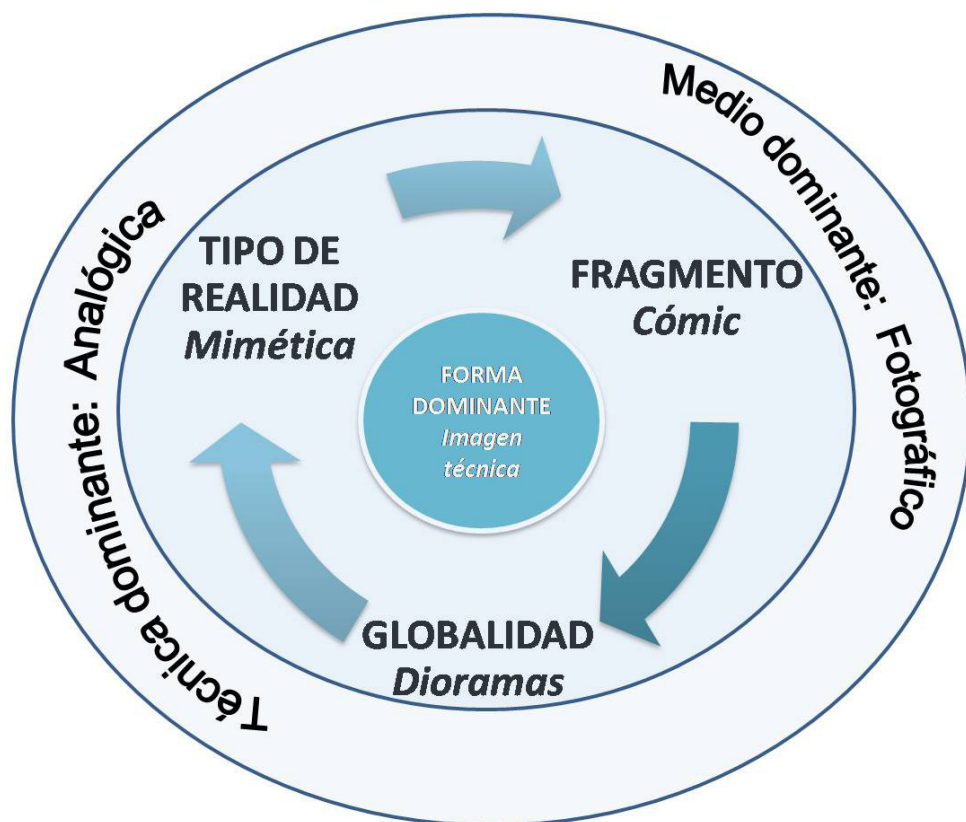 Medio dominante: Fotográfico
Técnica dominante: Analógica
TIPO DE
REALIDAD
Mimética
FRAGMENTO
Cómic
FORMA
DOMINANTE
Imagen
técnica
GLOBALIDAD
Dioramas